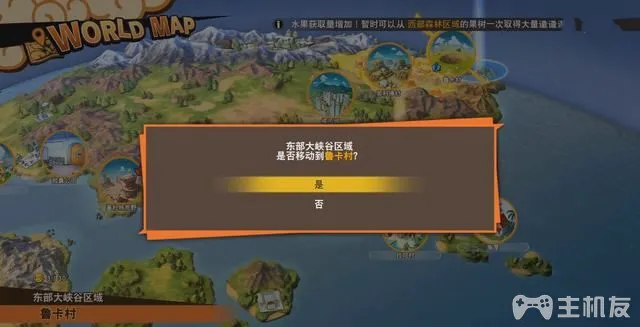 WORLD MAP
水果获取量增加！暂时可以从 西部森林区域的果树一次取得大量
鲁卡村
东部大峡谷区域
是否移动到鲁卡村?
是
否
东部大峡谷区域
鲁卡村
主机友